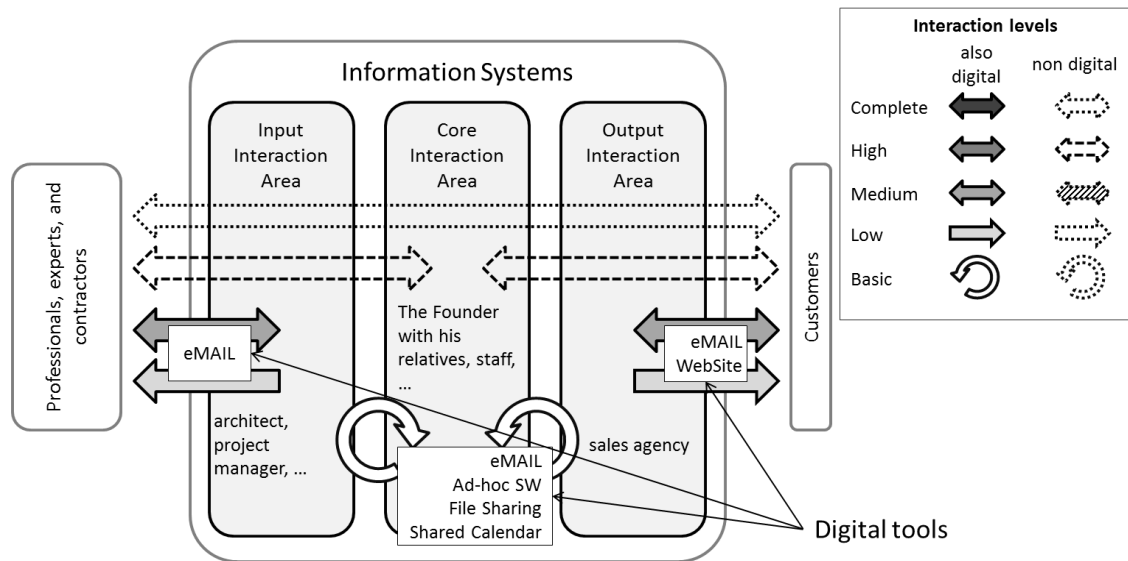 Information Systems
Input
Interaction
Area
Core
Interaction
Area
Output
Interaction
Area
Professionals, experts, and
contractors
The Founder
with his
relatives, staff,
...
eMAIL
eMAIL
WebSite
Customers
architect,
project
manager, ...
sales agency
eMAIL
Ad-hoc SW
File Sharing
Shared Calendar
Digital tools
Interaction levels
also
digital
non digital
Complete
High
Medium
Low
Basic